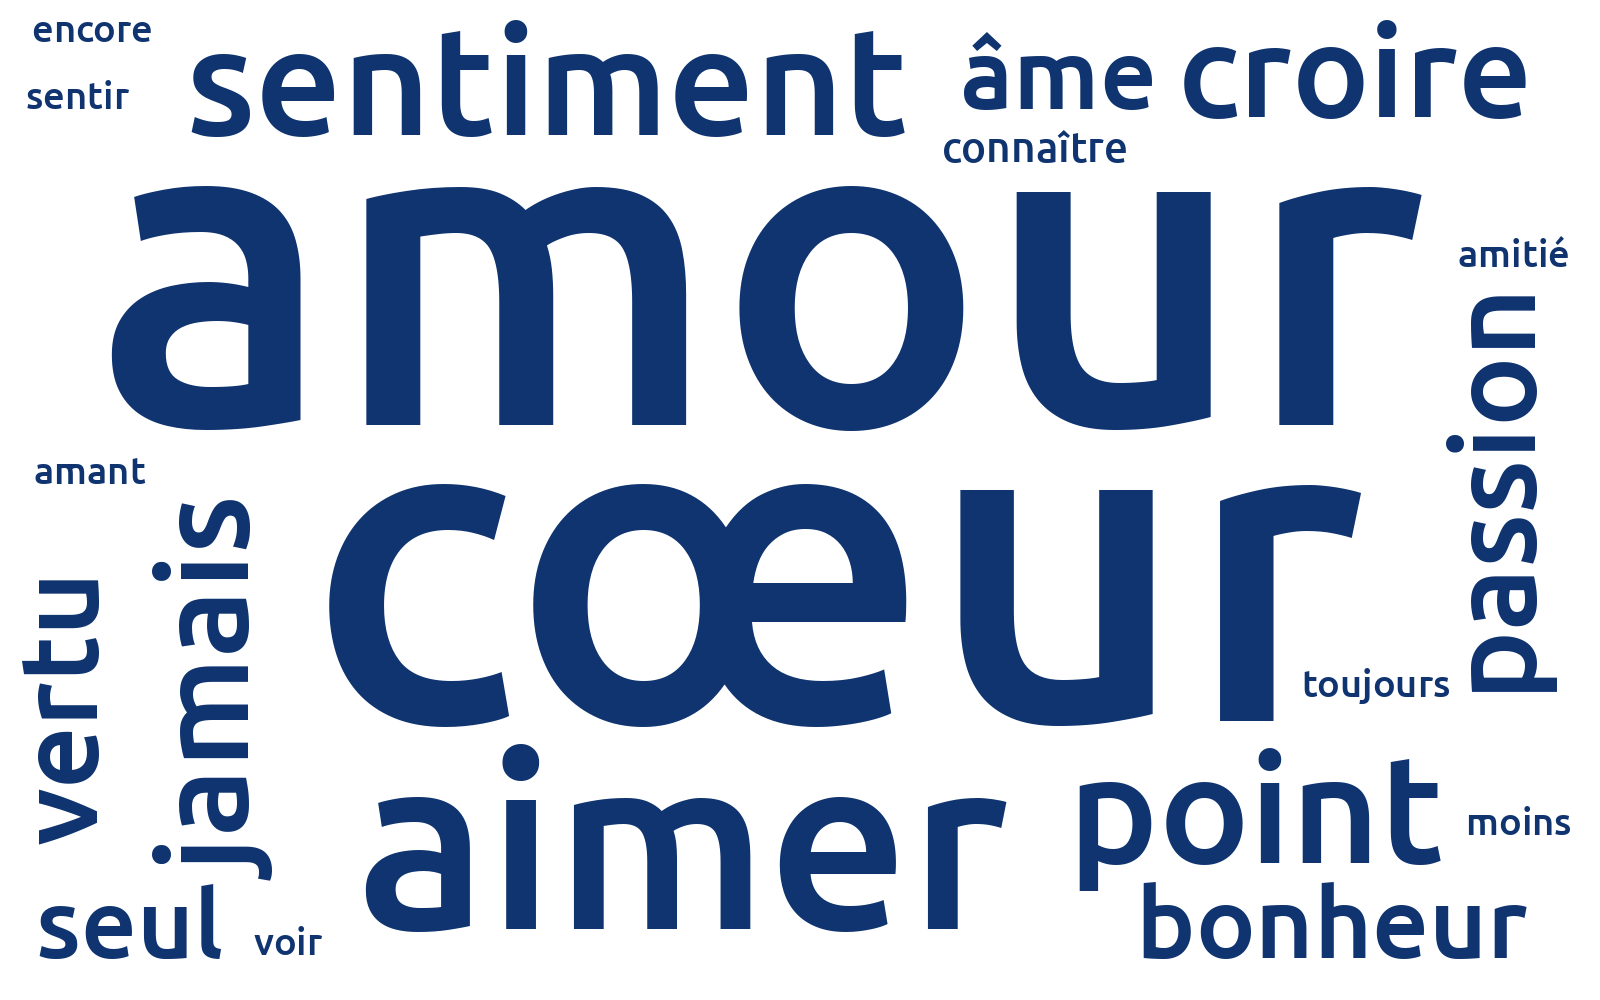 encore
sentiment
âme
croire
sentir
connaître
amour
amitié
passion
amant
cœur
jamais
vertu
toujours
aimer
point
moins
seul
voir
bonheur